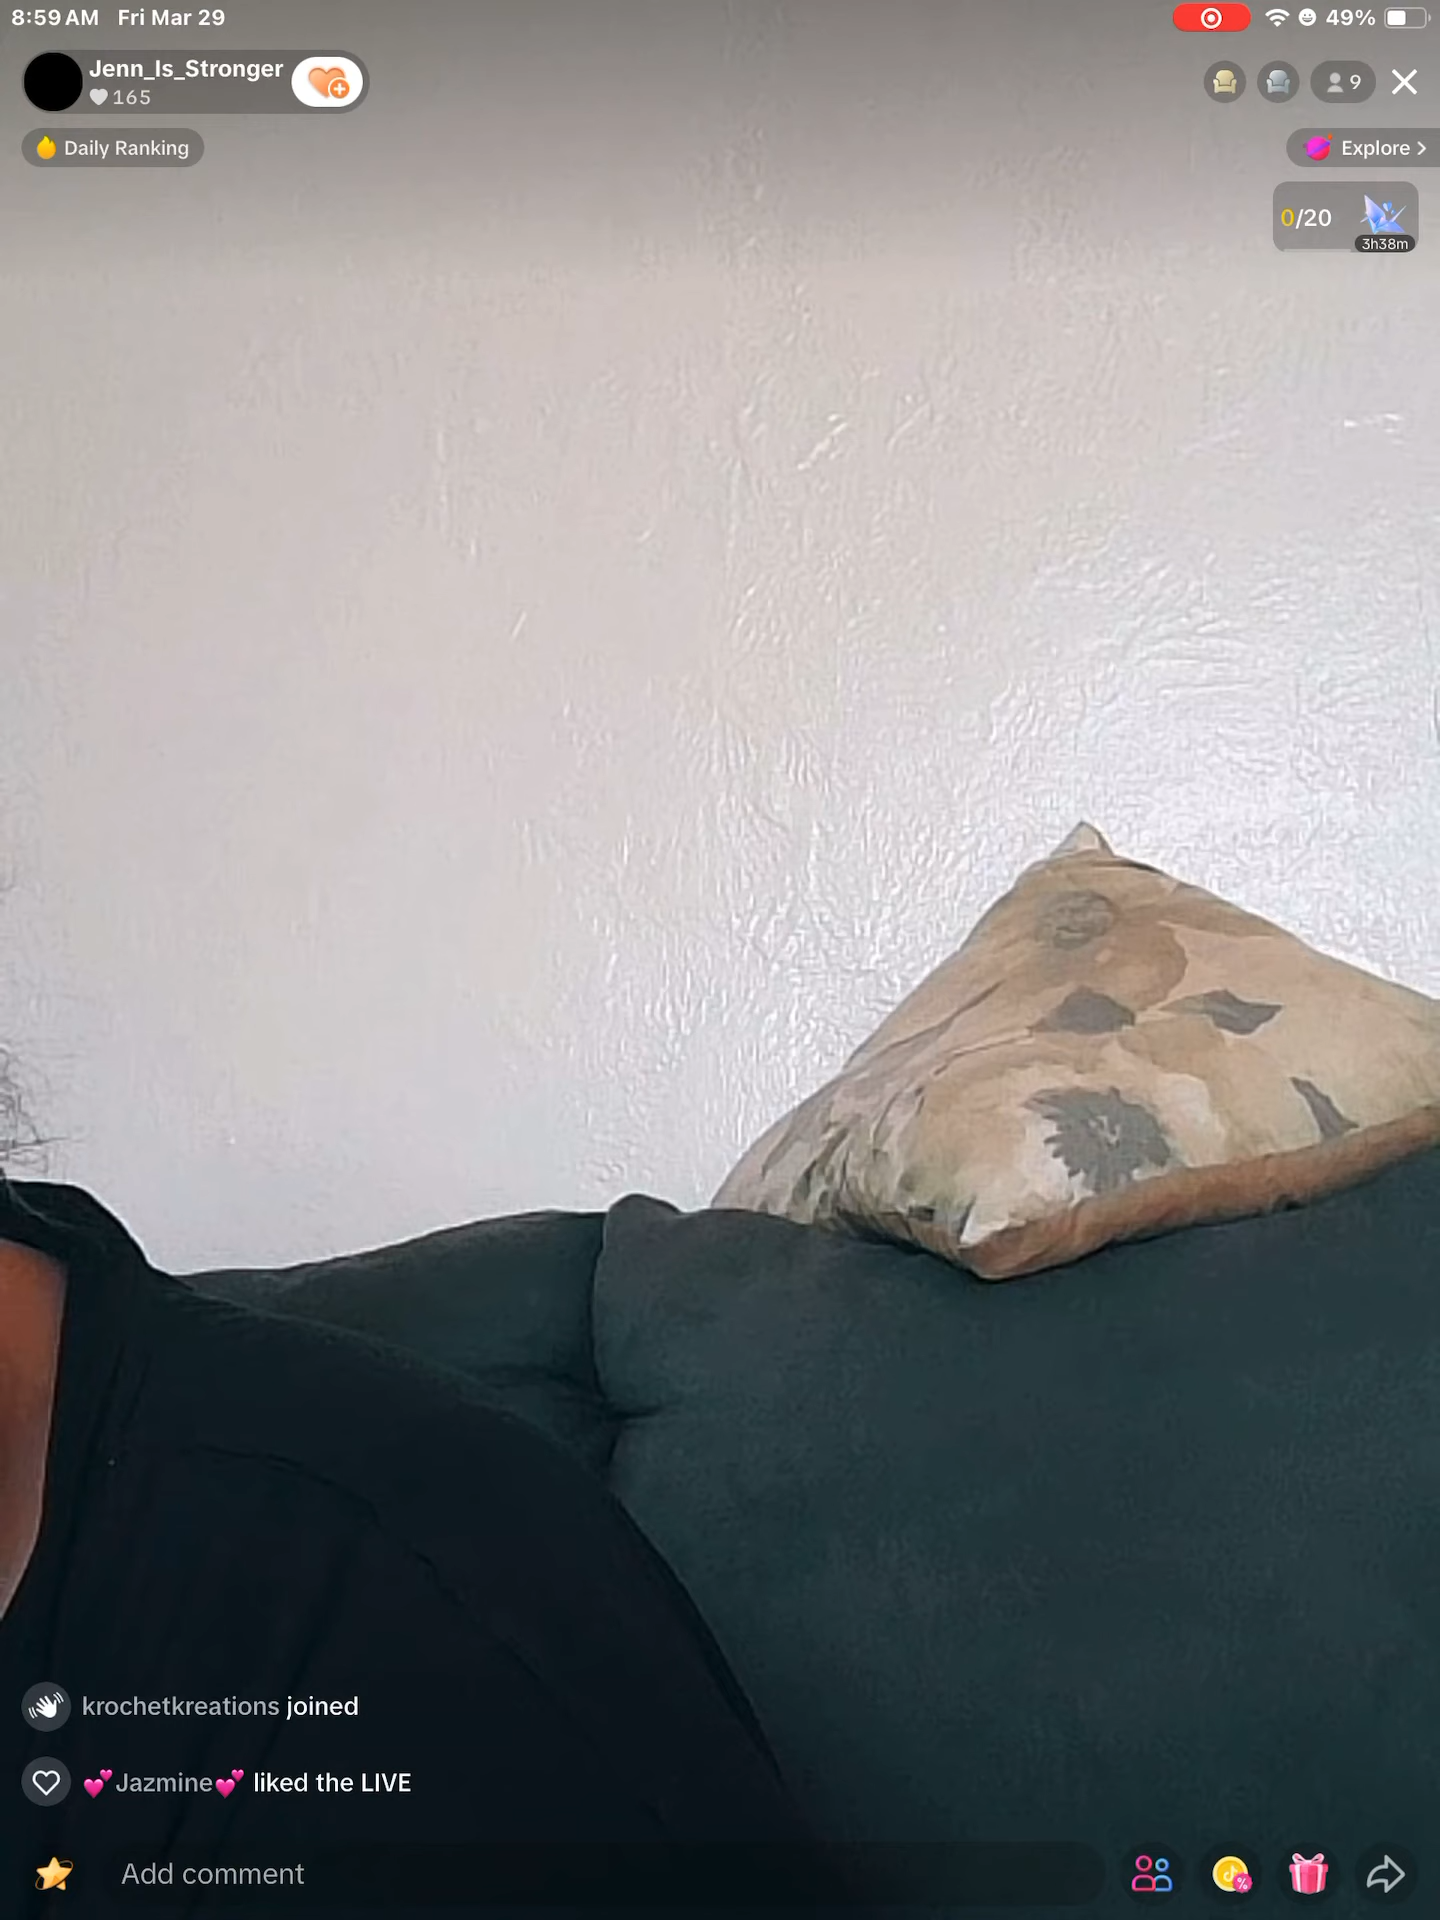 8:59 AM Fri Mar 29
49%
Jenn_Is_Stronger
165
9
Daily Ranking
Explore >
0/20
3h38m
krochetkreations joined
💕Jazmine💕 liked the LIVE
Add comment